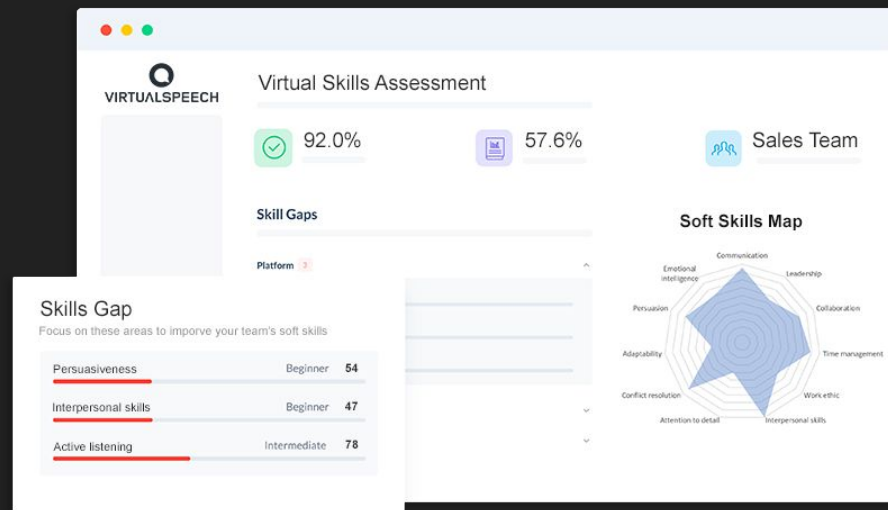 VIRTUALSPEECH
Virtual Skills Assessment
92.0%
57.6%
Sales Team
Skill Gaps
Platform 3
Soft Skills Map
Communication
Leadership
Collaboration
Time management
Work ethic
Interpersonal skills
Attention to detail
Conflict resolution
Adaptability
Persuasion
Emotional
intelligence
Skills Gap
Focus on these areas to imporve your team's soft skills
Persuasiveness Beginner 54
Interpersonal skills Beginner 47
Active listening Intermediate 78